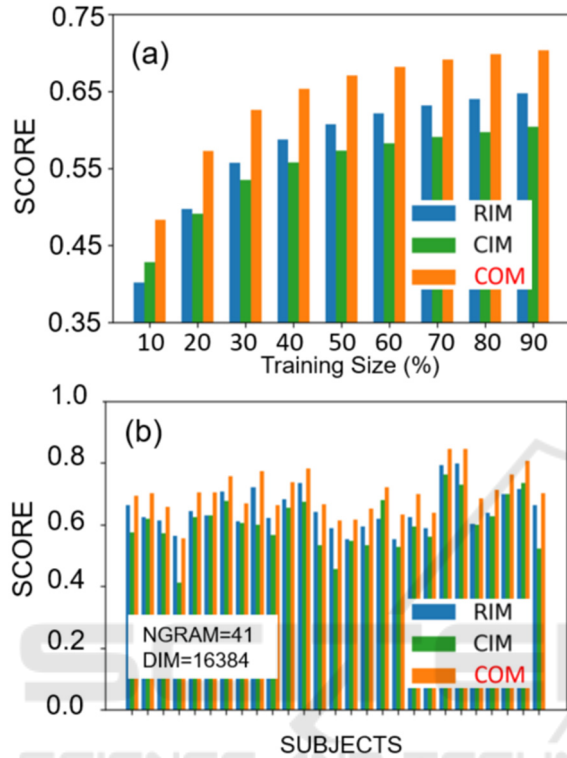 (a)
SCORE
0.75
0.65
0.55
0.45
0.35
RIM
CIM
COM
10 20 30 40 50 60 70 80 90
Training Size (%)
(b)
SCORE
1.0
0.8
0.6
0.4
0.2
0.0
NGRAM=41
DIM=16384
RIM
CIM
COM
SUBJECTS